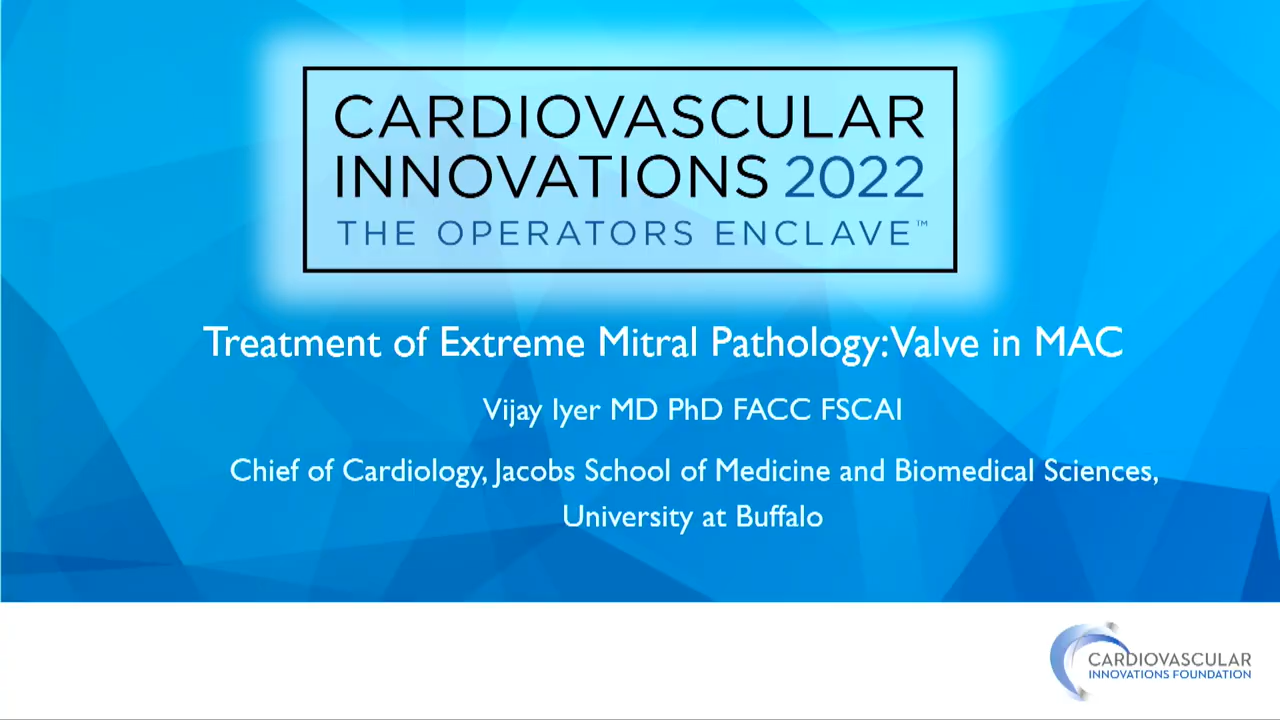 CARDIOVASCULAR
INNOVATIONS 2022
THE OPERATORS ENCLAVE™
Treatment of Extreme Mitral Pathology: Valve in MAC
Vijay Iyer MD PhD FACC FSCAI
Chief of Cardiology, Jacobs School of Medicine and Biomedical Sciences,
University at Buffalo
CARDIOVASCULAR
INNOVATIONS FOUNDATION